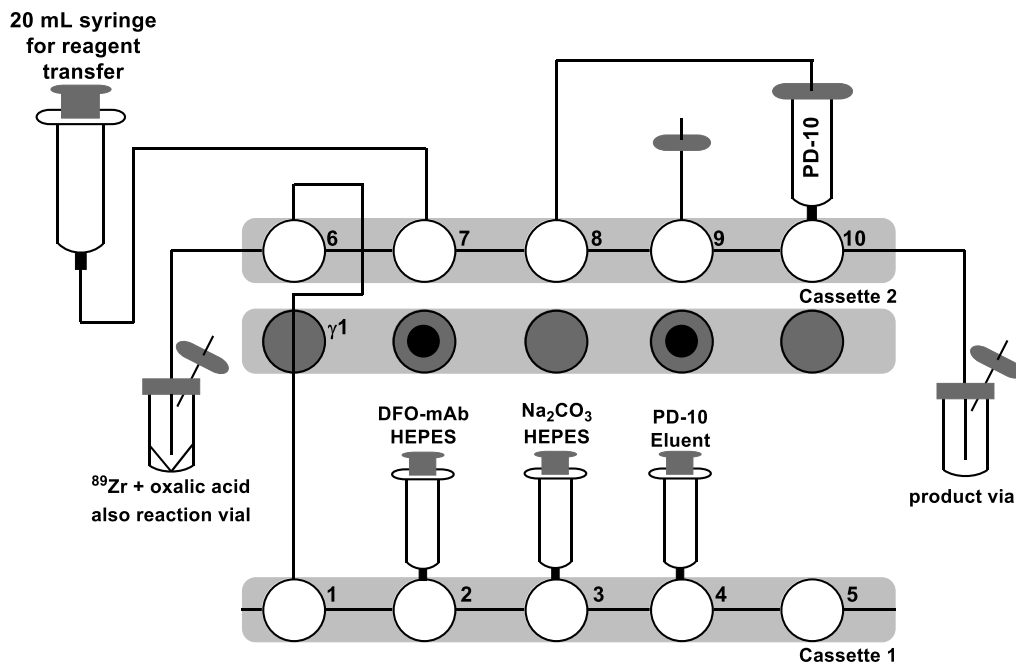 20 mL syringe
for reagent
transfer
PD-10
6
7
8
9
10
Cassette 2
γ1
DFO-mAb
HEPES
Na₂CO₃
HEPES
PD-10
Eluent
⁸⁹Zr + oxalic acid
also reaction vial
product via
1
2
3
4
5
Cassette 1